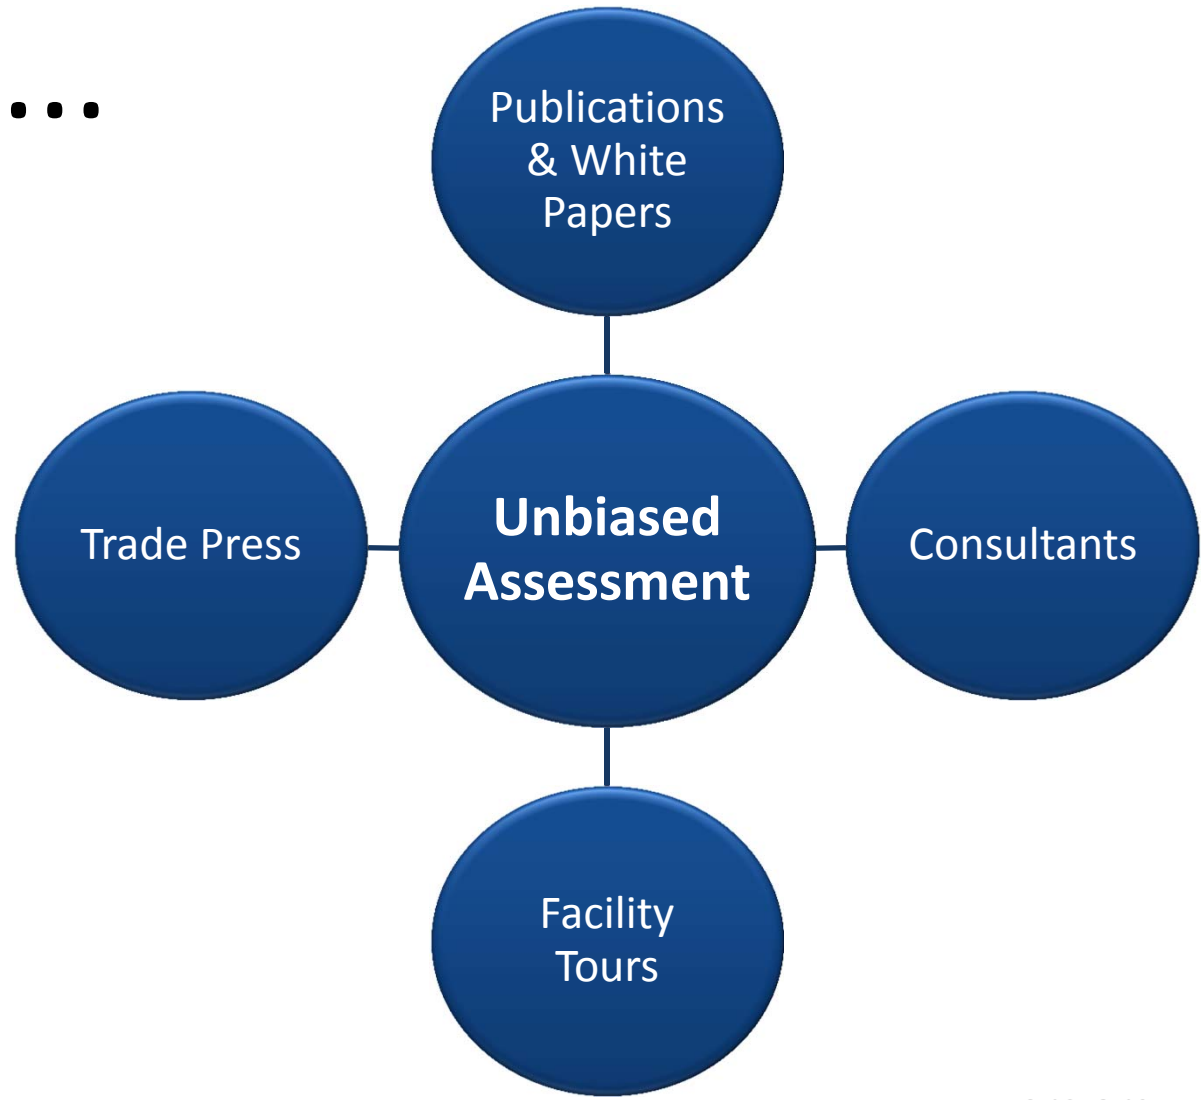 ...
Publications
& White
Papers
Trade Press
Unbiased
Assessment
Consultants
Facility
Tours